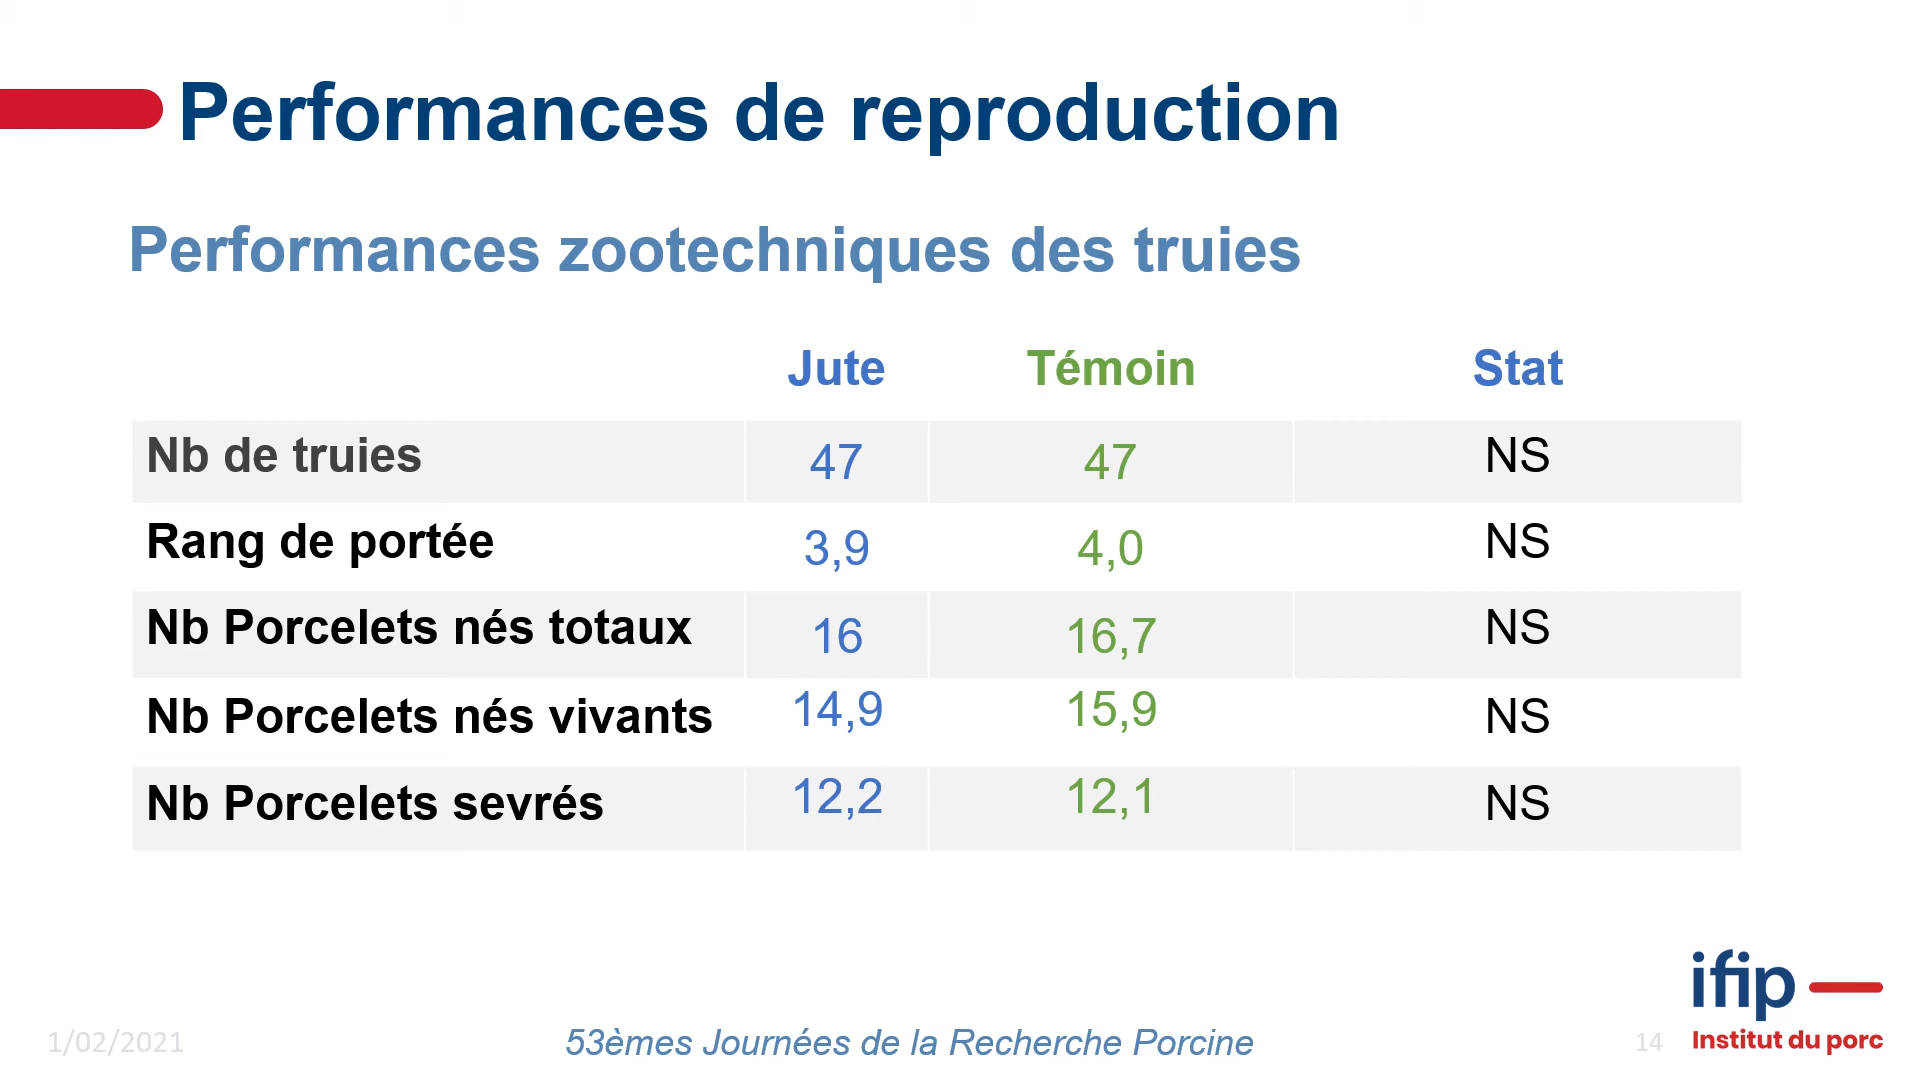 Performances de reproduction
Performances zootechniques des truies
Jute Témoin Stat
Nb de truies 47 47 NS
Rang de portée 3,9 4,0 NS
Nb Porcelets nés totaux 16 16,7 NS
Nb Porcelets nés vivants 14,9 15,9 NS
Nb Porcelets sevrés 12,2 12,1 NS
ifip
Institut du porc
1/02/2021 53èmes Journées de la Recherche Porcine 14